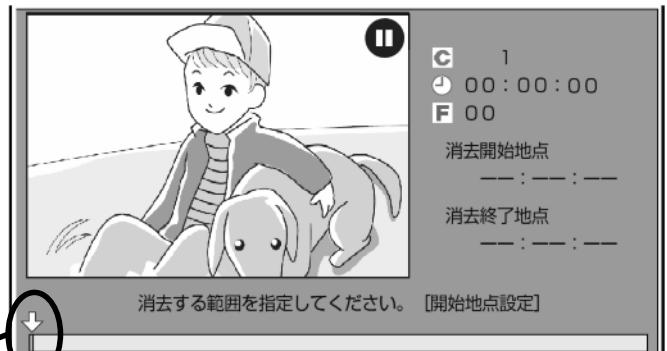 C 1
00:00:00
F 00
消去開始地点
——:——:——
消去終了地点
——:——:——
消去する範囲を指定してください。［開始地点設定］